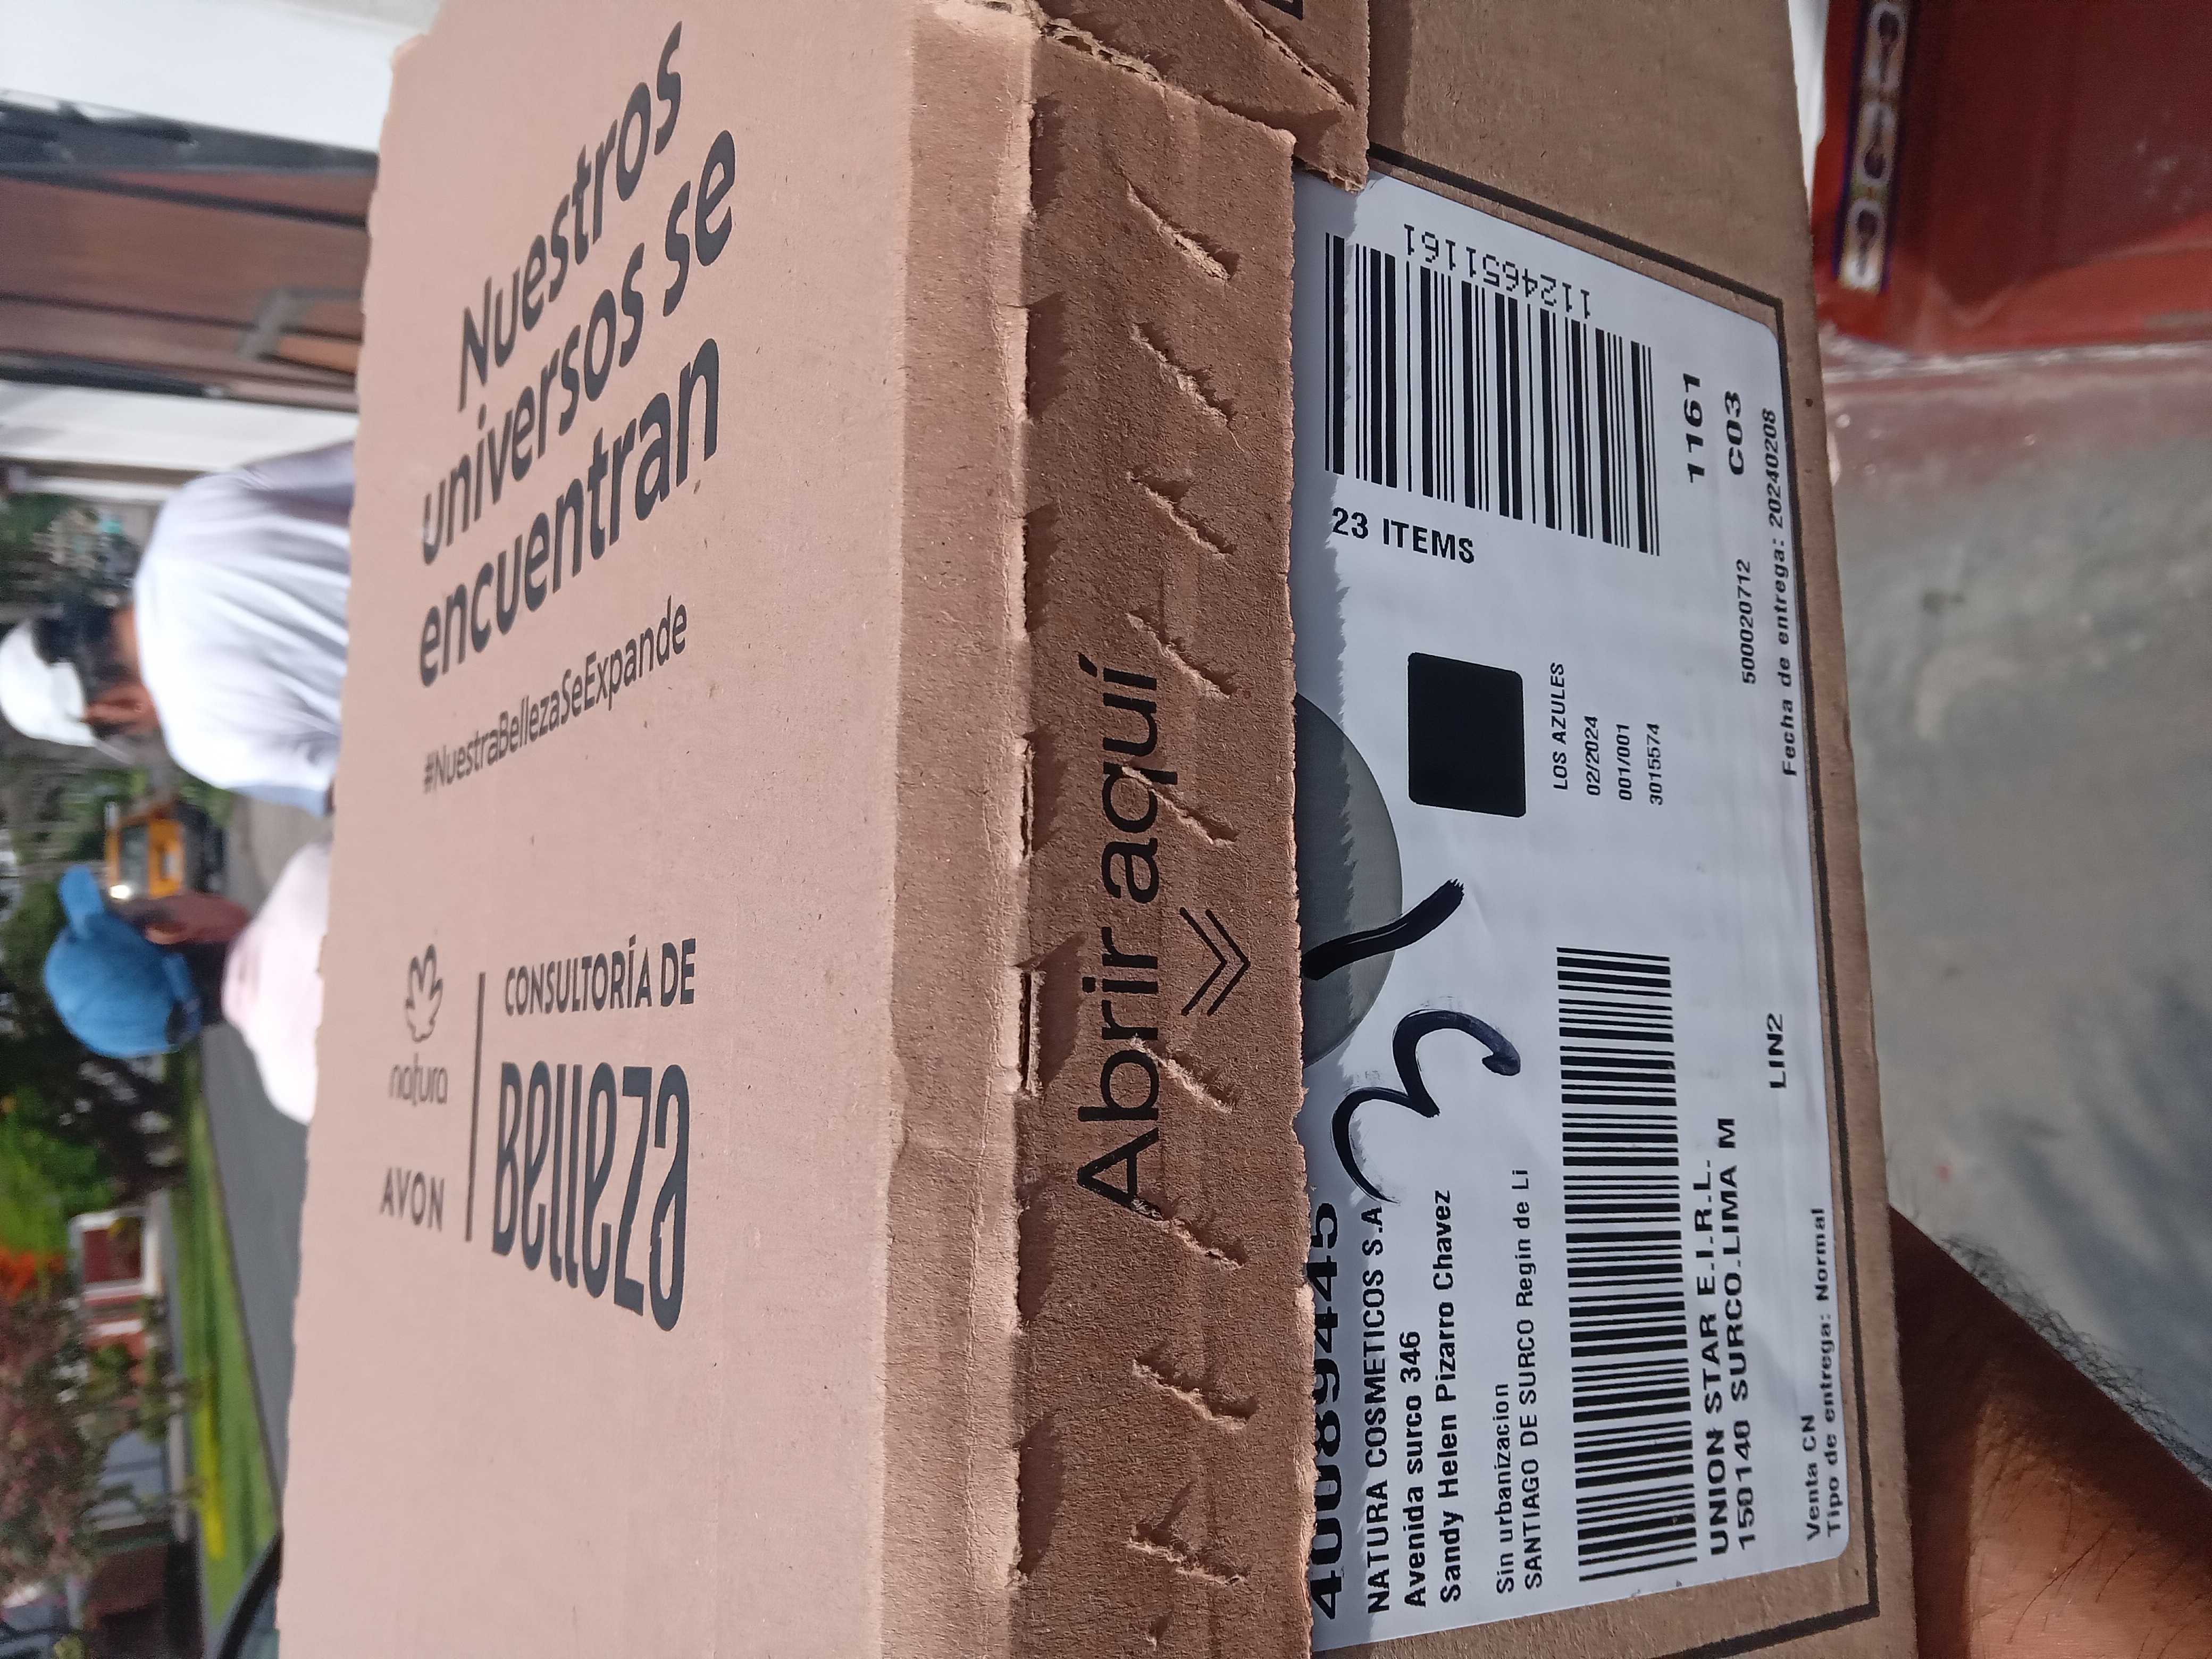 Nuestros
universos se
encuentran
#NuestraBellezaSeExpande
AVON natura
CONSULTORÍA DE
Belleza
Abrir aquí
4008944
NATURA COSMETICOS S.A
Avenida surco 346
Sandy Helen Pizarro Chavez
Sin urbanizacion
SANTIAGO DE SURCO Regin de Li
UNION STAR E.I.R.L.
150140 SURCO.LIMA M
LIN2
Venta CN
Tipo de entrega: Normal
3
23 ITEMS
1124651161
LOS AZULES
02/2024
001/001
3015574
1161
C03
500020712
Fecha de entrega: 20240208